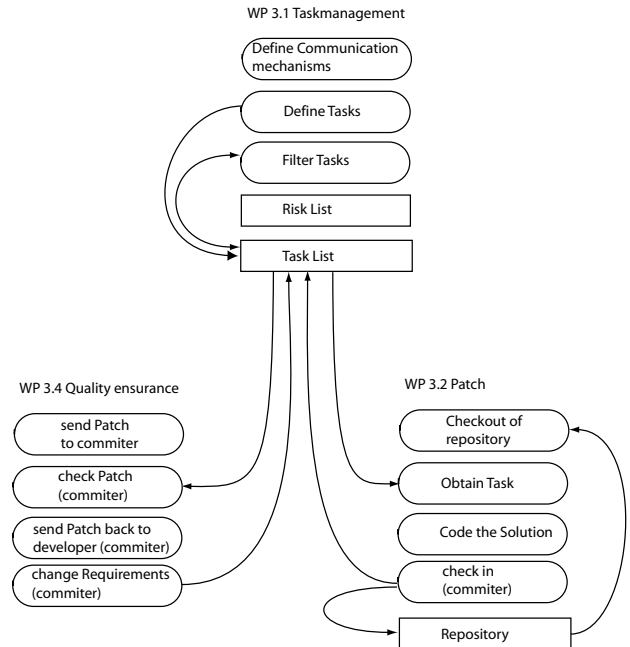 WP 3.1 Taskmanagement
Define Communication
mechanisms
Define Tasks
Filter Tasks
Risk List
Task List
WP 3.4 Quality ensurance
send Patch
to commiter
check Patch
(commiter)
send Patch back to
developer (commiter)
change Requirements
(commiter)
WP 3.2 Patch
Checkout of
repository
Obtain Task
Code the Solution
check in
(commiter)
Repository